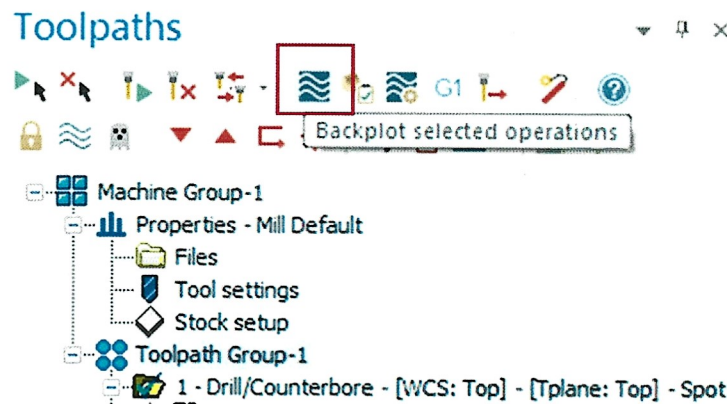 Toolpaths
G1
Backplot selected operations
Machine Group-1
Properties - Mill Default
Files
Tool settings
Stock setup
Toolpath Group-1
1 - Drill/Counterbore - [WCS: Top] - [Tplane: Top] - Spot